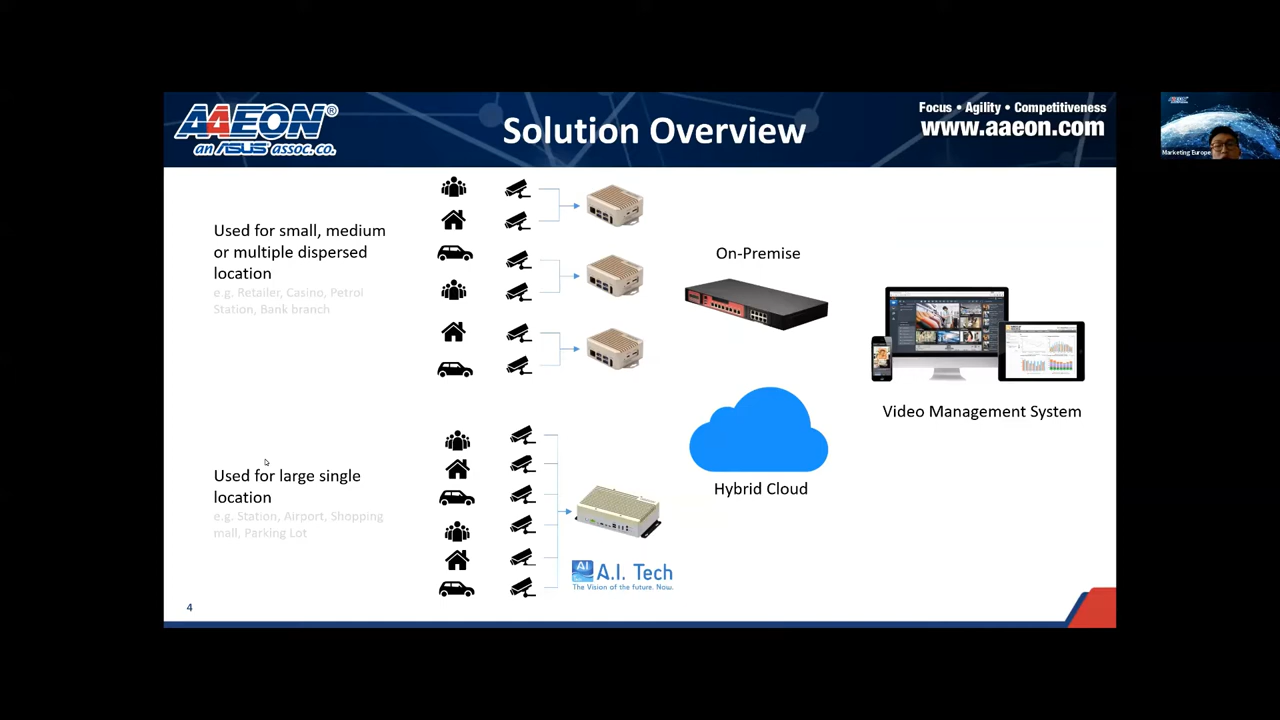 AAEON®
an ASUS assoc. co.
Solution Overview
Focus • Agility • Competitiveness
www.aaeon.com
Marketing Europe
Used for small, medium
or multiple dispersed
location
e.g. Retailer, Casino, Petrol
Station, Bank branch
On-Premise
Video Management System
Hybrid Cloud
Used for large single
location
e.g. Station, Airport, Shopping
mall, Parking Lot
AI
A.I. Tech
The Vision of the future. Now.
4